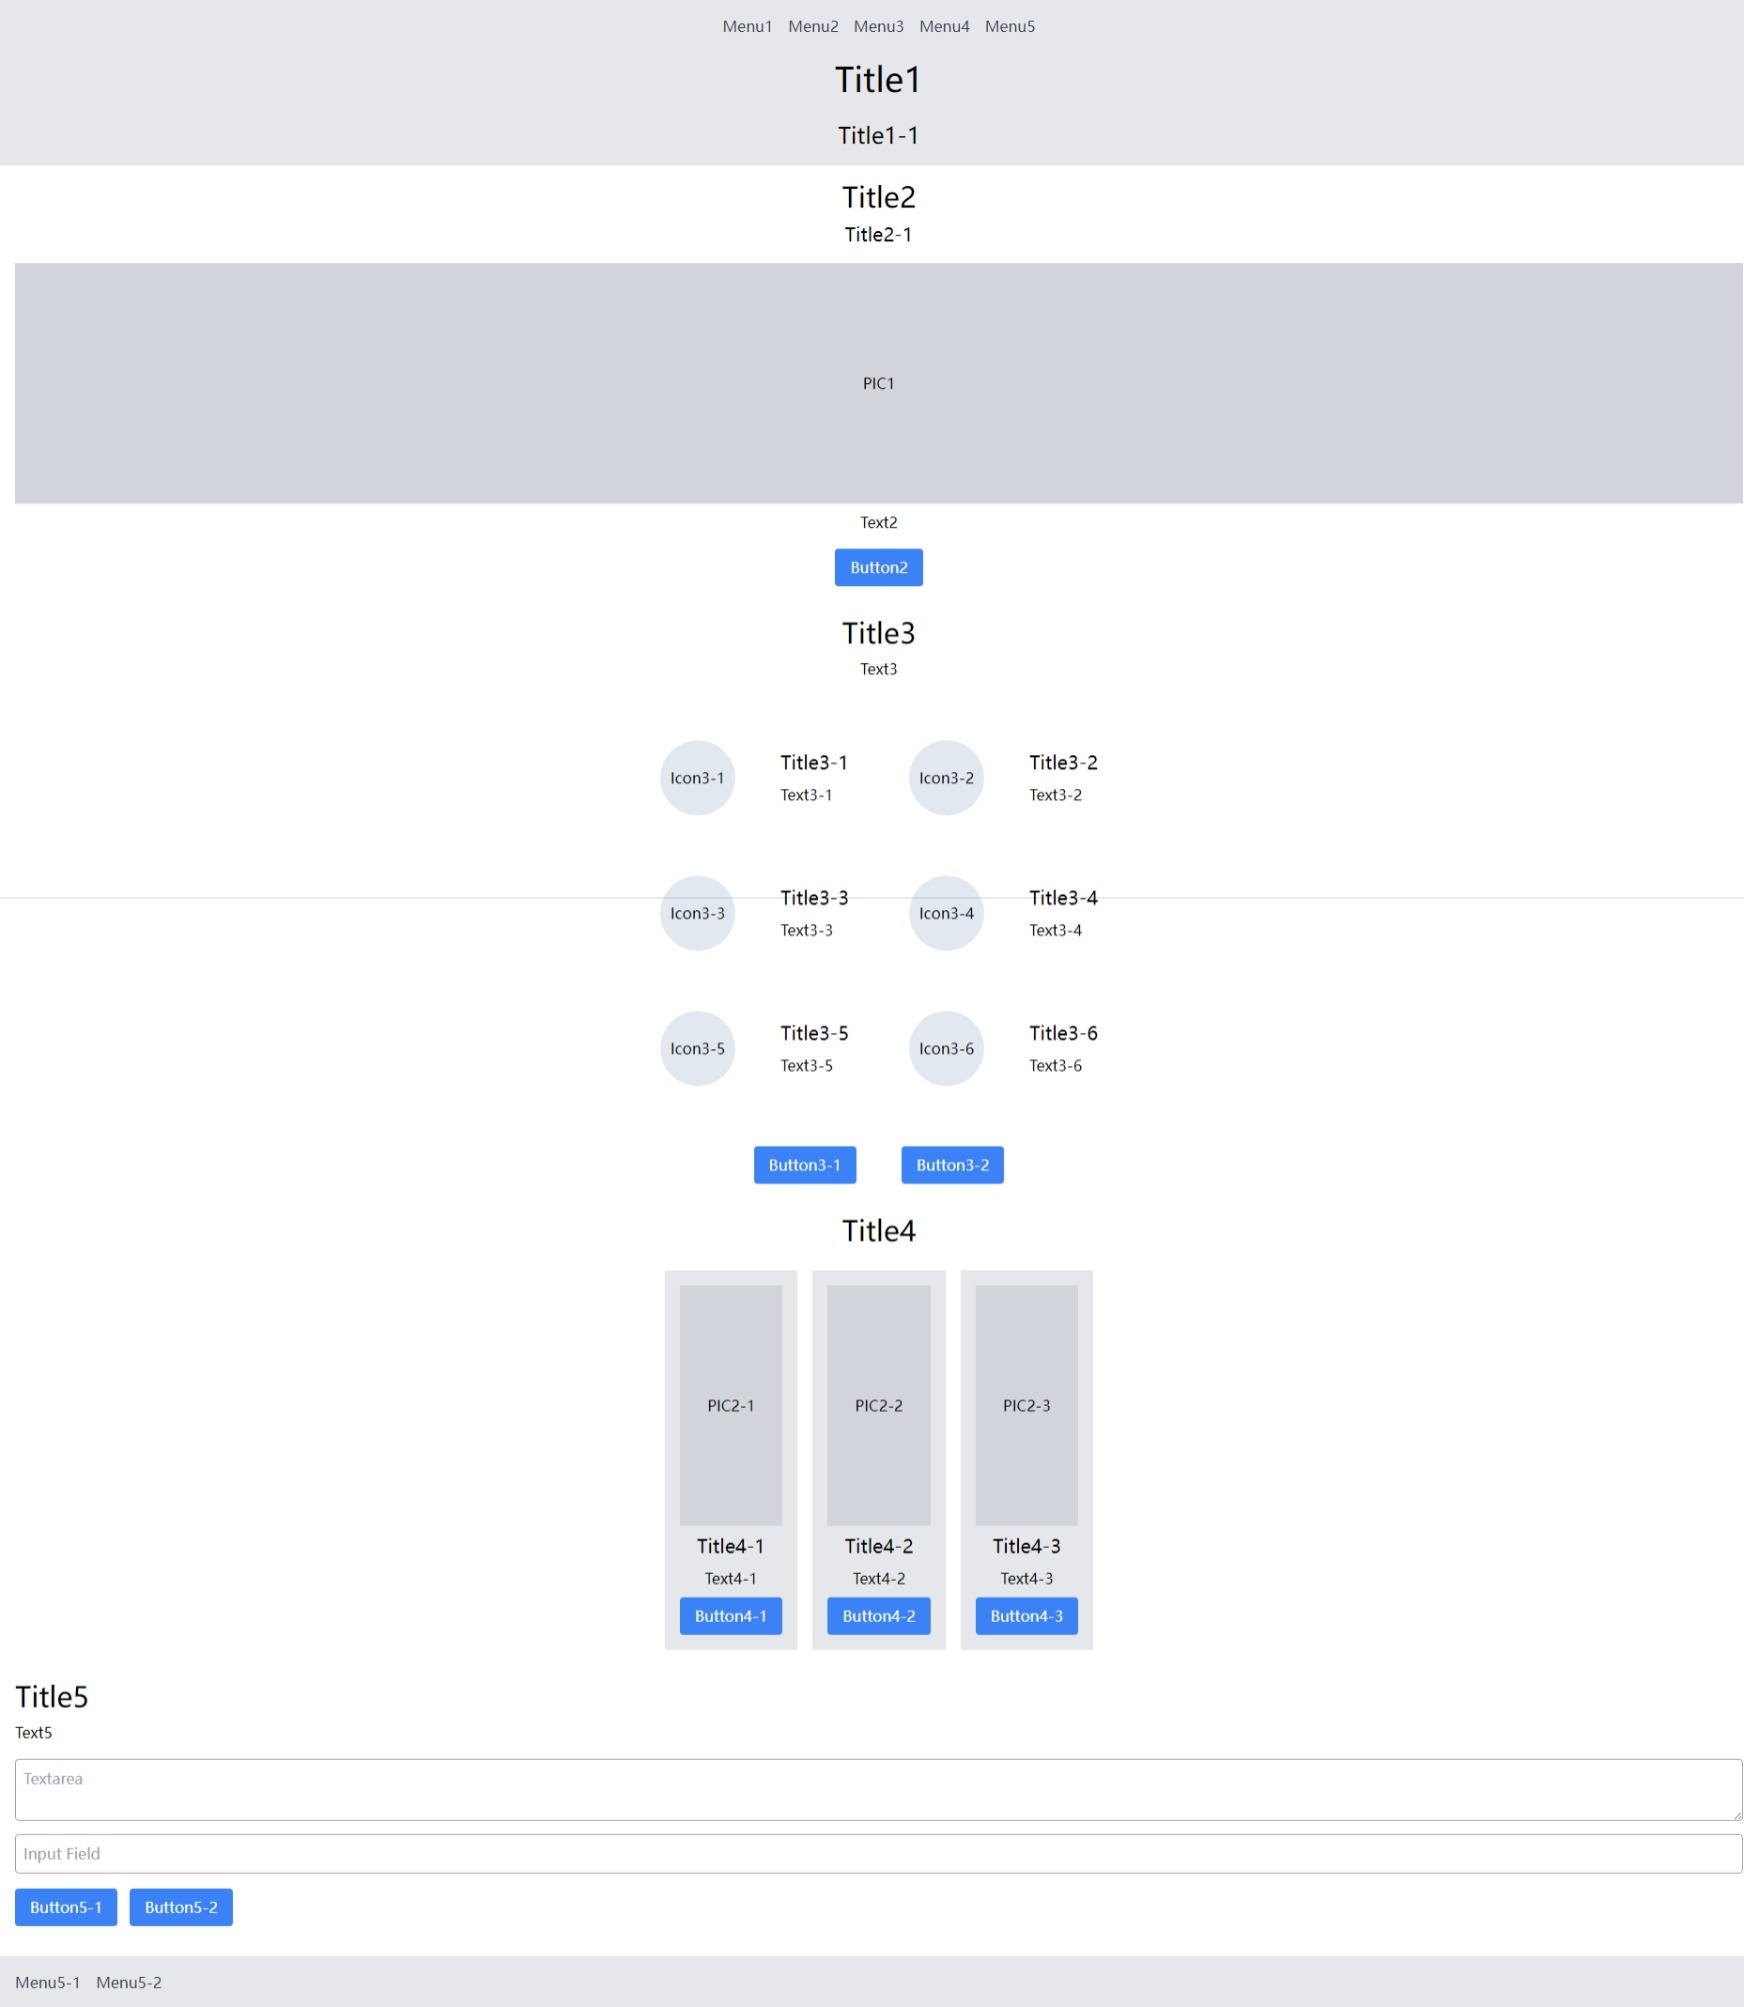 Menu1 Menu2 Menu3 Menu4 Menu5
Title1
Title1-1
Title2
Title2-1
PIC1
Text2
Button2
Title3
Text3
Icon3-1
Title3-1
Text3-1
Icon3-2
Title3-2
Text3-2
Icon3-3
Title3-3
Text3-3
Icon3-4
Title3-4
Text3-4
Icon3-5
Title3-5
Text3-5
Icon3-6
Title3-6
Text3-6
Button3-1
Button3-2
Title4
PIC2-1
Title4-1
Text4-1
Button4-1
PIC2-2
Title4-2
Text4-2
Button4-2
PIC2-3
Title4-3
Text4-3
Button4-3
Title5
Text5
Textarea
Input Field
Button5-1
Button5-2
Menu5-1 Menu5-2